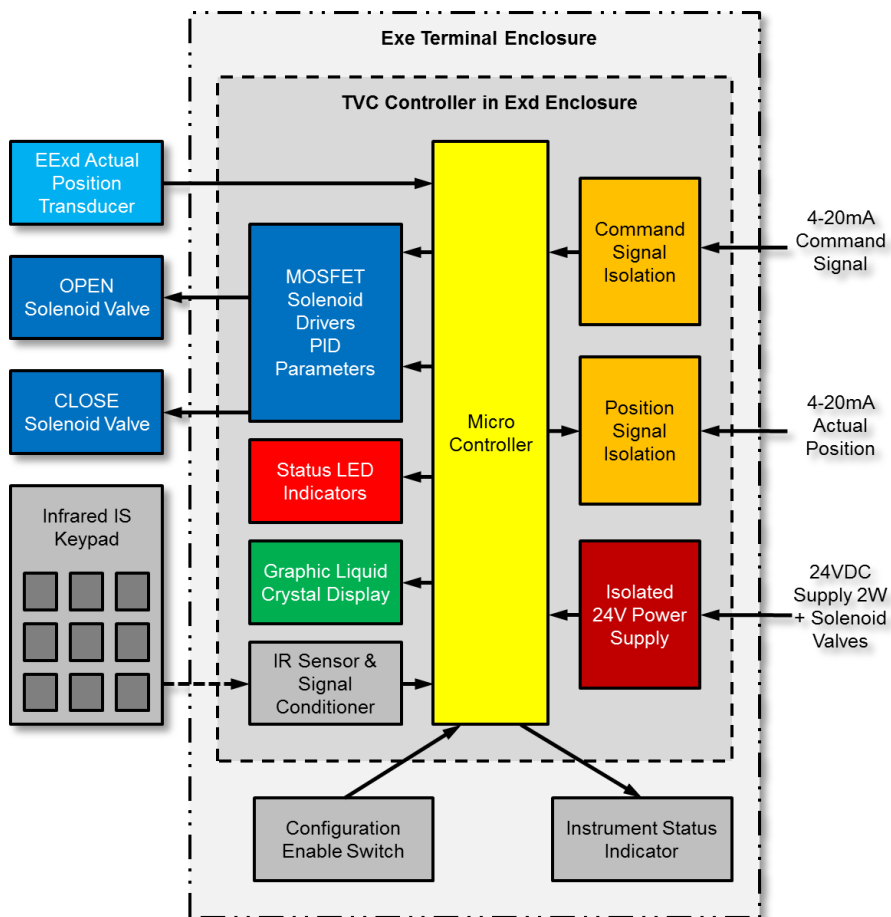 Exe Terminal Enclosure
TVC Controller in Exd Enclosure
EExd Actual
Position
Transducer
OPEN
Solenoid Valve
CLOSE
Solenoid Valve
Infrared IS
Keypad
MOSFET
Solenoid
Drivers
PID
Parameters
Status LED
Indicators
Graphic Liquid
Crystal Display
IR Sensor &
Signal
Conditioner
Micro
Controller
Command
Signal
Isolation
Position
Signal
Isolation
Isolated
24V Power
Supply
4-20mA
Command
Signal
4-20mA
Actual
Position
24VDC
Supply 2W
+ Solenoid
Valves
Configuration
Enable Switch
Instrument Status
Indicator